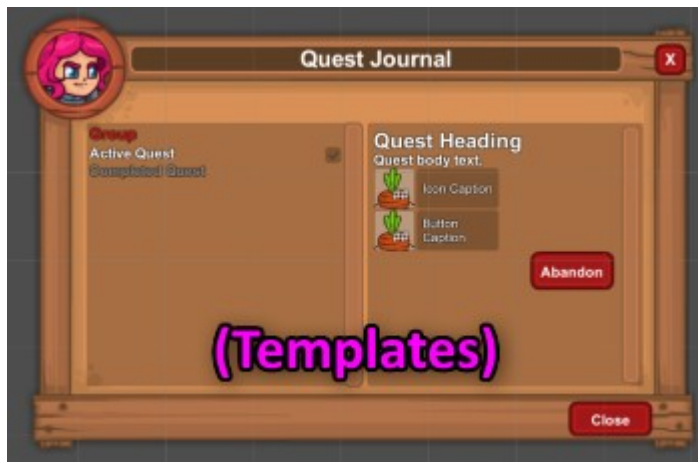 Quest Journal
X
Group
Active Quest
Completed Quest
Quest Heading
Quest body text.
Icon Caption
Button
Caption
Abandon
(Templates)
Close